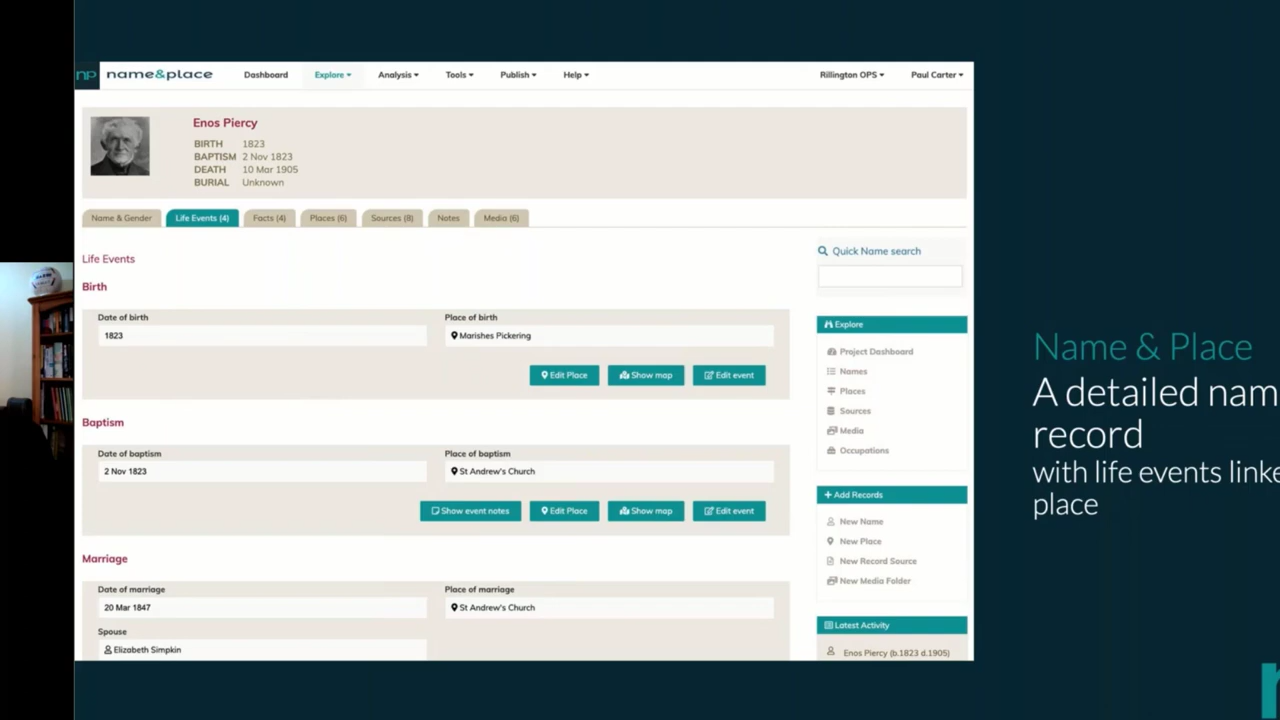 np name&place Dashboard Explore Analysis Tools Publish Help Rillington OPS Paul Carter
Enos Piercy
BIRTH 1823
BAPTISM 2 Nov 1823
DEATH 10 Mar 1905
BURIAL Unknown
Name & Gender Life Events (4) Facts (4) Places (6) Sources (8) Notes Media (6)
Life Events
Birth
Date of birth Place of birth
1823 Marishes Pickering
Edit Place Show map Edit event
Baptism
Date of baptism Place of baptism
2 Nov 1823 St Andrew's Church
Show event notes Edit Place Show map Edit event
Marriage
Date of marriage Place of marriage
20 Mar 1847 St Andrew's Church
Spouse
Elizabeth Simpkin
Quick Name search
Explore
Project Dashboard
Names
Places
Sources
Media
Occupations
+ Add Records
New Name
New Place
New Record Source
New Media Folder
Latest Activity
Enos Piercy (b.1823 d.1905)
Name & Place
A detailed nam
record
with life events linke
place